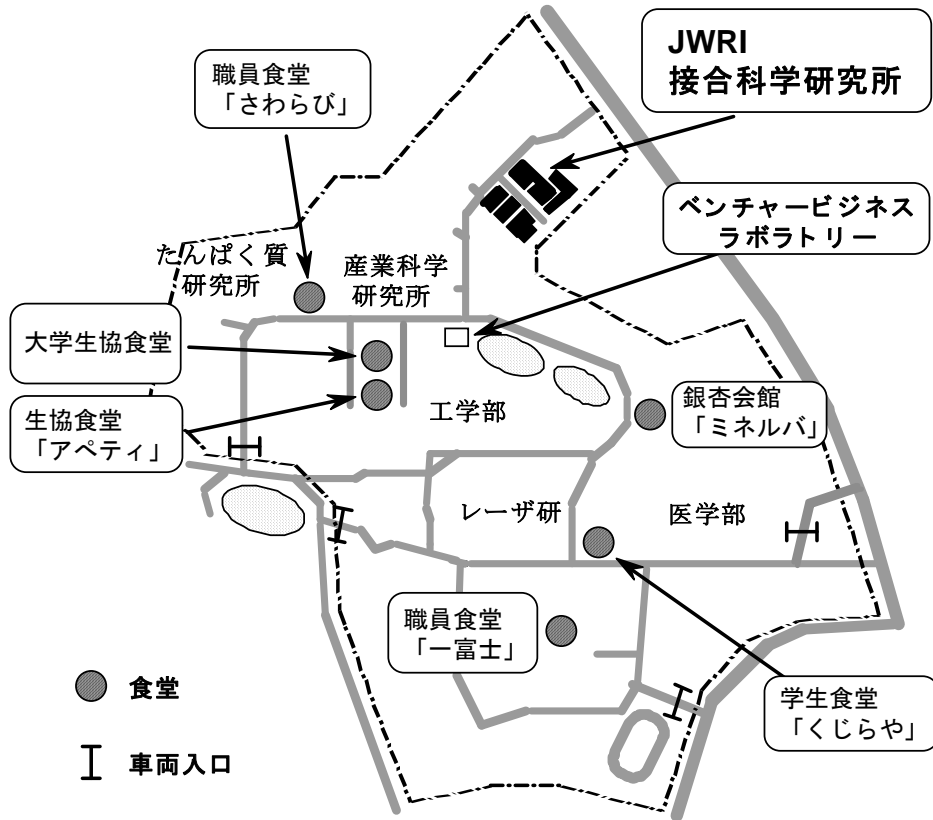 JWRI
接合科学研究所
職員食堂
「さわらび」
ベンチャービジネス
ラボラトリー
たんぱく質
研究所
産業科学
研究所
大学生協食堂
生協食堂
「アペティ」
工学部
銀杏会館
「ミネルバ」
レーザ研
医学部
職員食堂
「一富士」
学生食堂
「くじらや」
食堂
車両入口